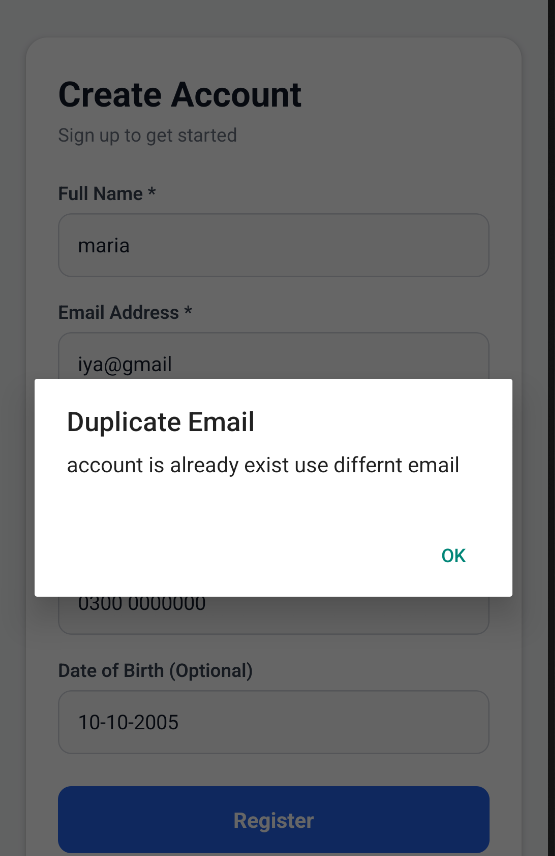 Create Account
Sign up to get started
Full Name *
maria
Email Address *
iya@gmail
Duplicate Email
account is already exist use differnt email
OK
0300 0000000
Date of Birth (Optional)
10-10-2005
Register